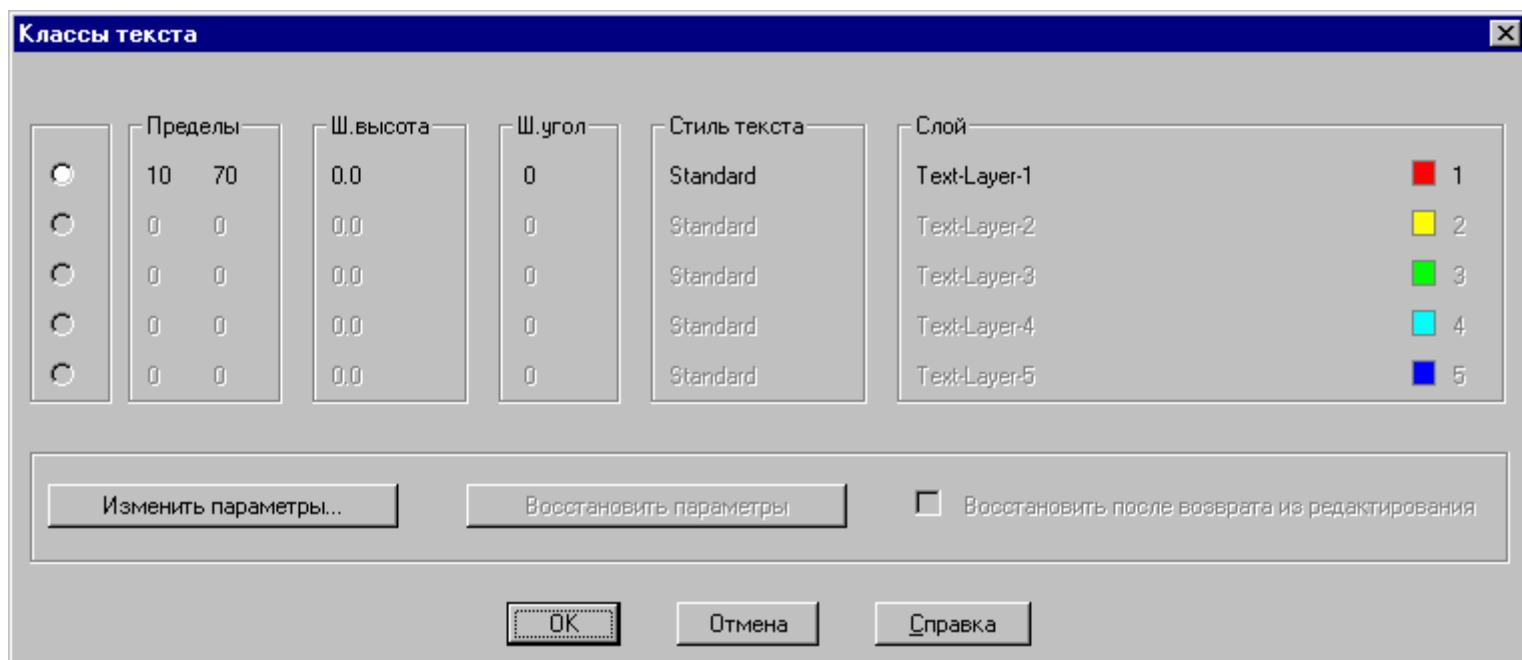 Классы текста
Пределы Ш.высота Ш.угол Стиль текста Слой
10 70 0.0 0 Standard Text-Layer-1 1
0 0 0.0 0 Standard Text-Layer-2 2
0 0 0.0 0 Standard Text-Layer-3 3
0 0 0.0 0 Standard Text-Layer-4 4
0 0 0.0 0 Standard Text-Layer-5 5
Изменить параметры... Восстановить параметры Восстановить после возврата из редактирования
OK Отмена Справка